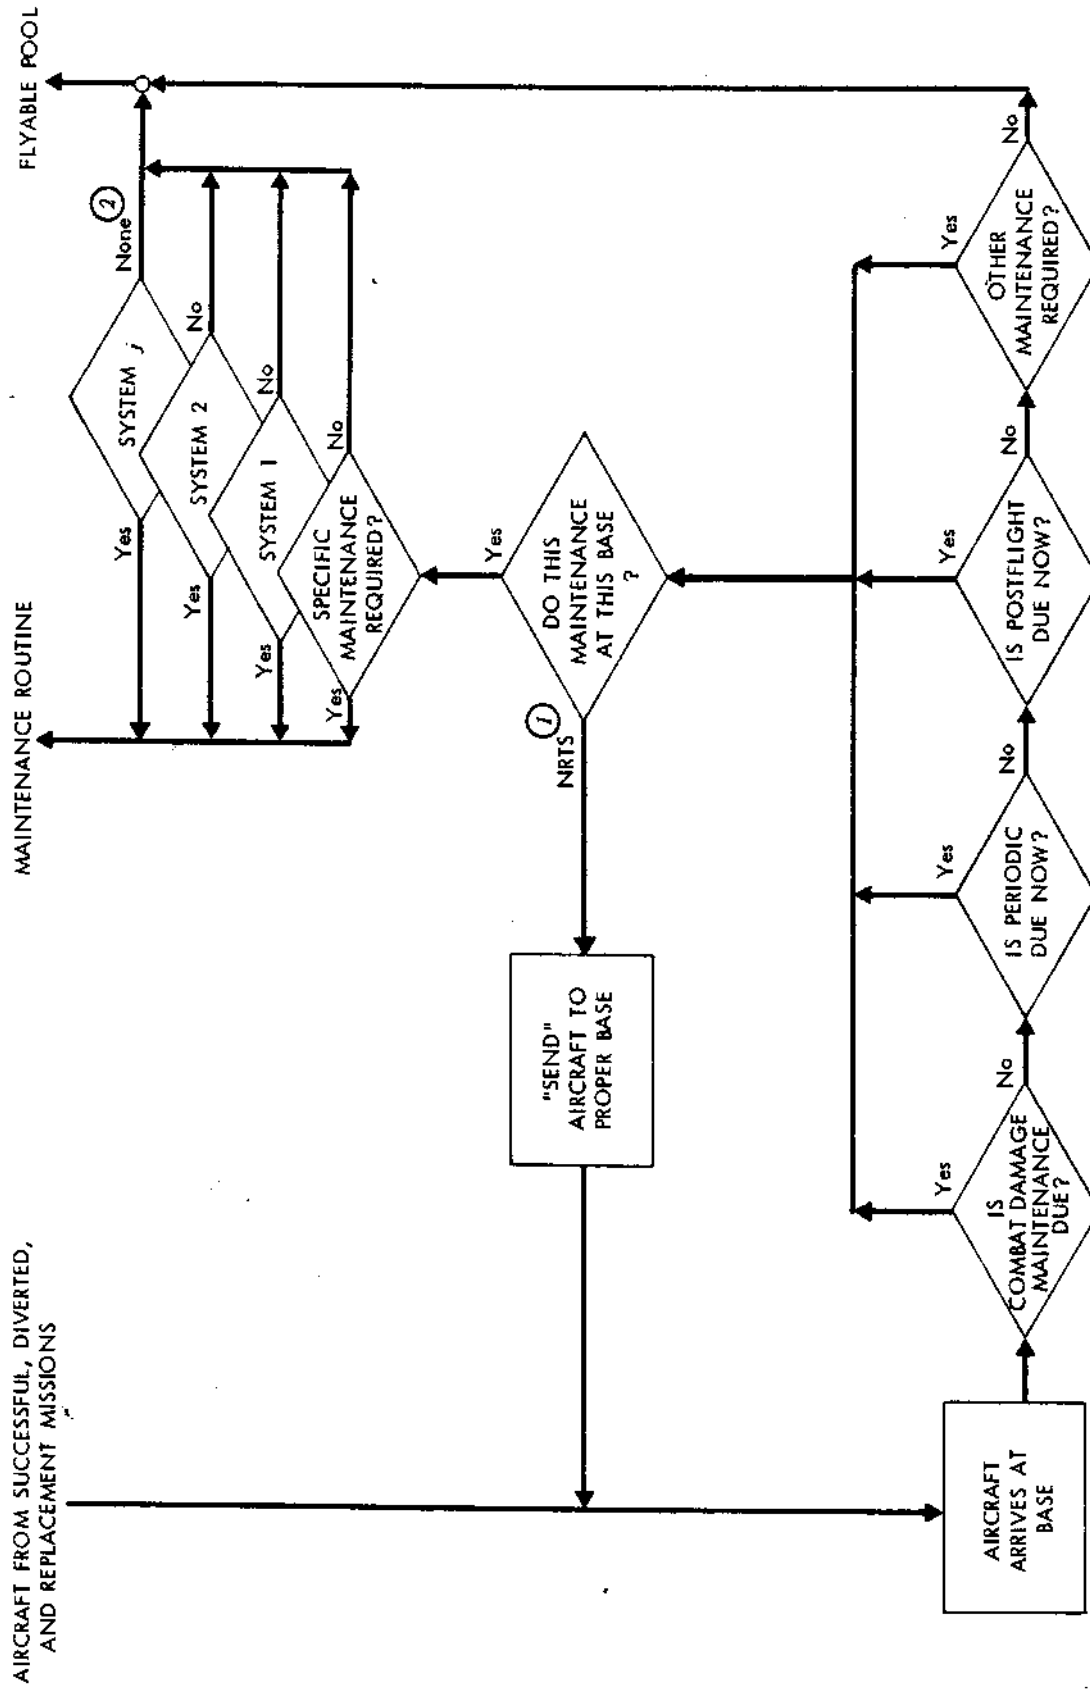 AIRCRAFT FROM SUCCESSFUL, DIVERTED,
AND REPLACEMENT MISSIONS
MAINTENANCE ROUTINE
FLYABLE POOL
Yes
SYSTEM j
None
2
Yes
SYSTEM 2
No
Yes
SYSTEM 1
No
Yes
SPECIFIC
MAINTENANCE
REQUIRED?
No
"SEND"
AIRCRAFT TO
PROPER BASE
1
NRTS
DO THIS
MAINTENANCE
AT THIS BASE
?
Yes
AIRCRAFT
ARRIVES AT
BASE
IS
COMBAT DAMAGE
MAINTENANCE
DUE?
Yes
No
IS PERIODIC
DUE NOW?
Yes
No
IS POSTFLIGHT
DUE NOW?
Yes
No
OTHER
MAINTENANCE
REQUIRED?
Yes
No